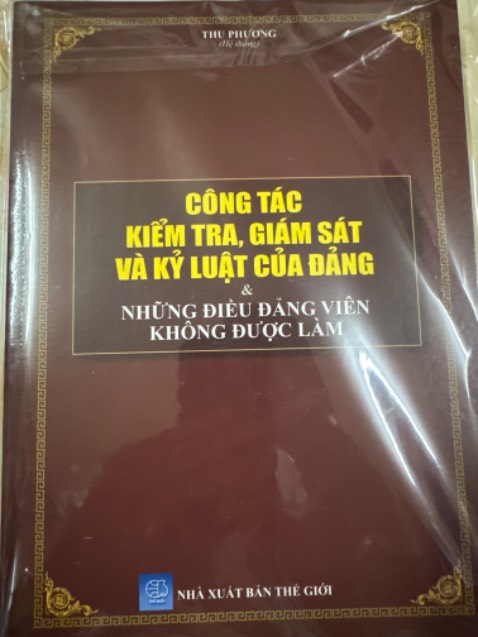 THU PHƯƠNG
(Hệ thống)
CÔNG TÁC
KIỂM TRA, GIÁM SÁT
VÀ KỶ LUẬT CỦA ĐẢNG
&
NHỮNG ĐIỀU ĐẢNG VIÊN
KHÔNG ĐƯỢC LÀM
NHÀ XUẤT BẢN THẾ GIỚI